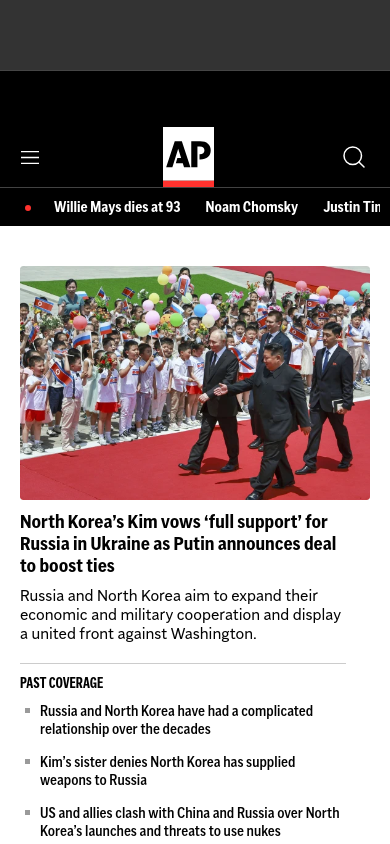 AP
Willie Mays dies at 93 Noam Chomsky Justin Tim
North Korea’s Kim vows ‘full support’ for
Russia in Ukraine as Putin announces deal
to boost ties
Russia and North Korea aim to expand their
economic and military cooperation and display
a united front against Washington.
PAST COVERAGE
Russia and North Korea have had a complicated
relationship over the decades
Kim’s sister denies North Korea has supplied
weapons to Russia
US and allies clash with China and Russia over North
Korea’s launches and threats to use nukes